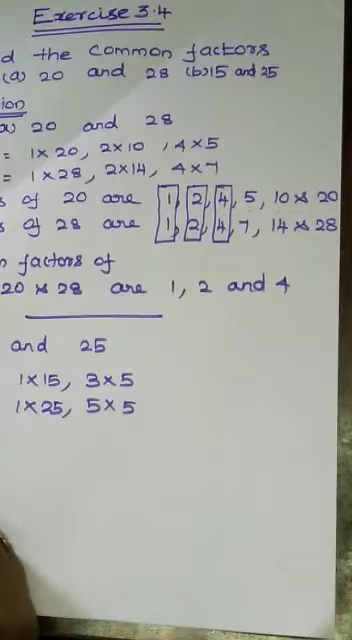 Exercise 3.4
d the common factors
(a) 20 and 28 (b) 15 and 25
ion
a) 20 and 28
= 1 × 20, 2 × 10, 4 × 5
= 1 × 28, 2 × 14, 4 × 7
s of 20 are 1, 2, 4, 5, 10 & 20
s of 28 are 1, 2, 4, 7, 14 & 28
n factors of
20 & 28 are 1, 2 and 4
and 25
1 × 15, 3 × 5
1 × 25, 5 × 5